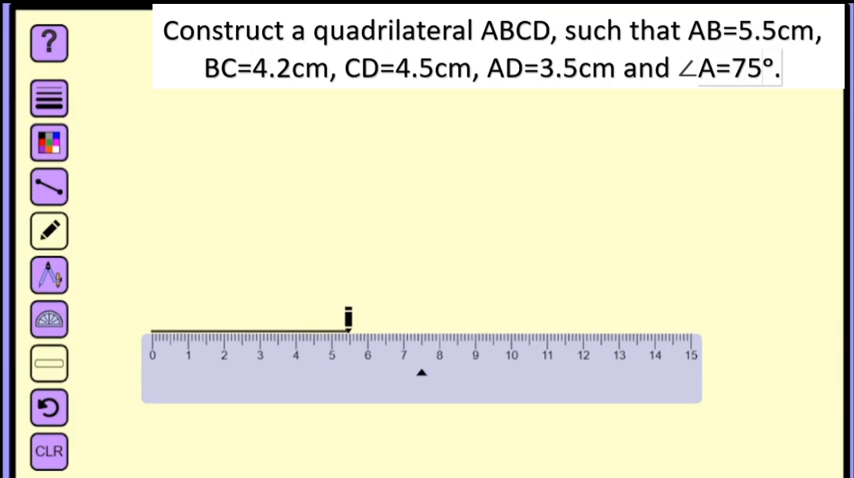 Construct a quadrilateral ABCD, such that AB=5.5cm,
BC=4.2cm, CD=4.5cm, AD=3.5cm and ∠A=75°.
?
0 1 2 3 4 5 6 7 8 9 10 11 12 13 14 15
CLR